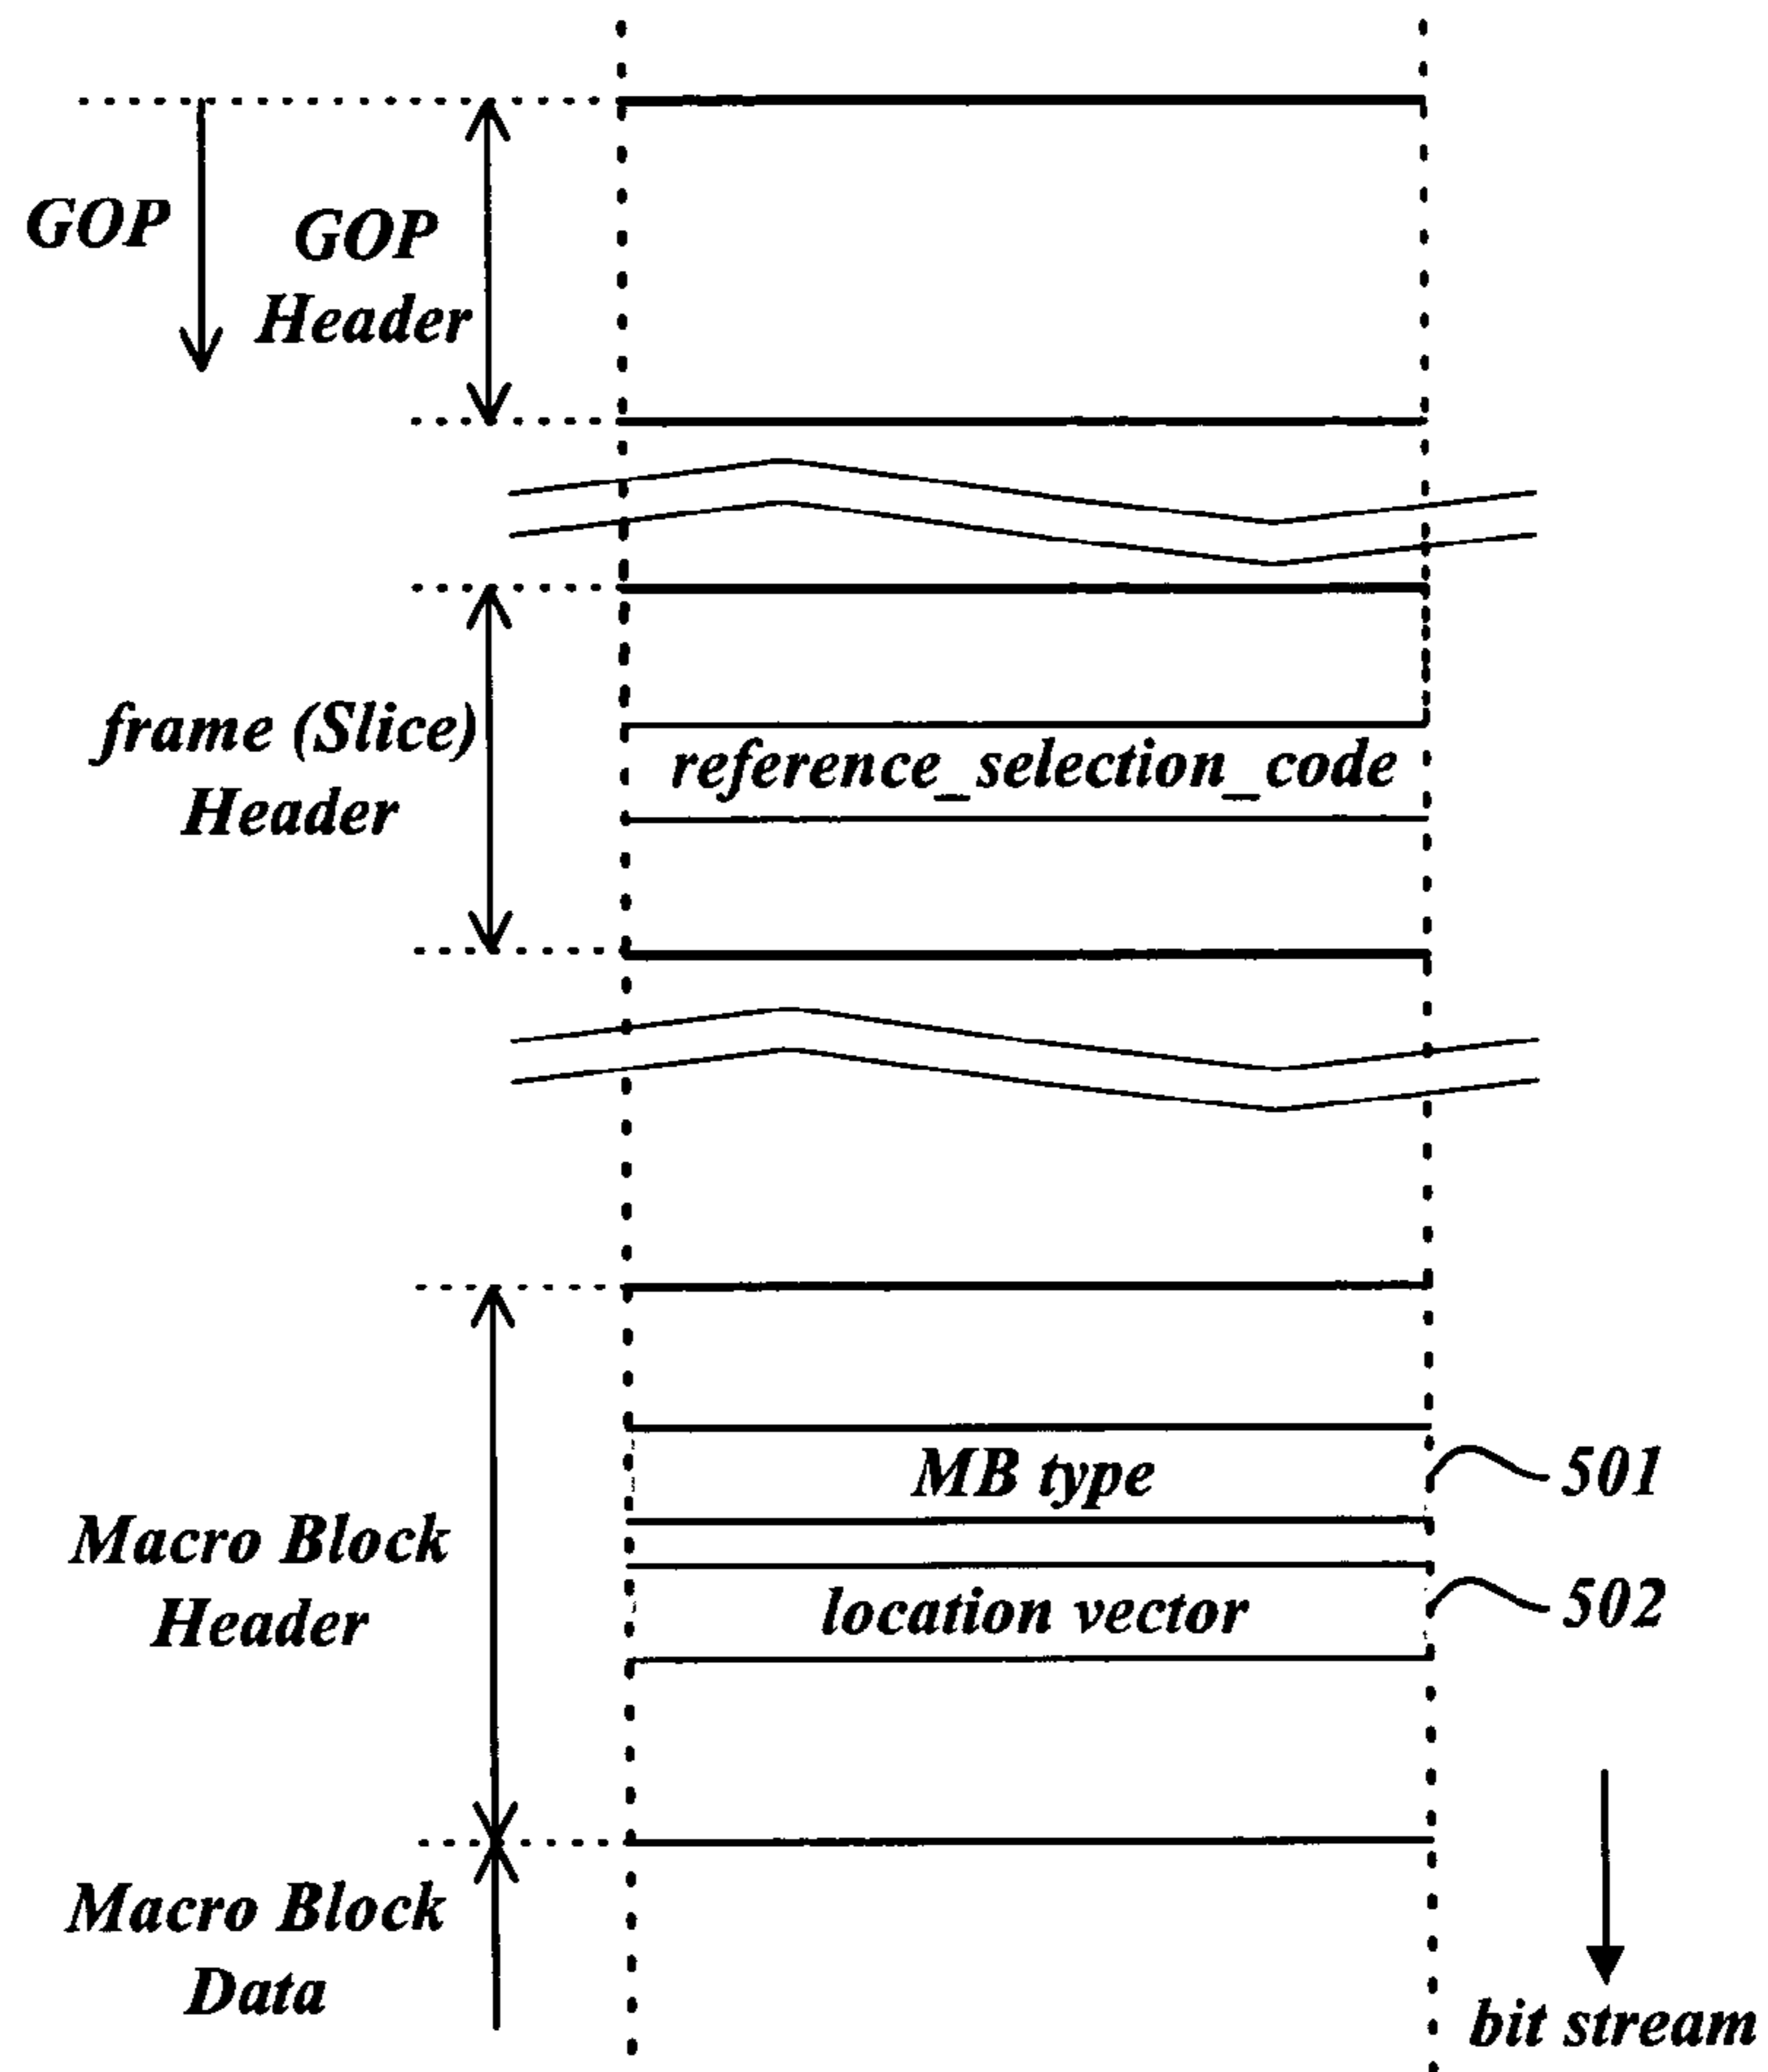 GOP
GOP
Header
frame (Slice)
Header
reference_selection_code
MB type
501
Macro Block
Header
location vector
502
Macro Block
Data
bit stream